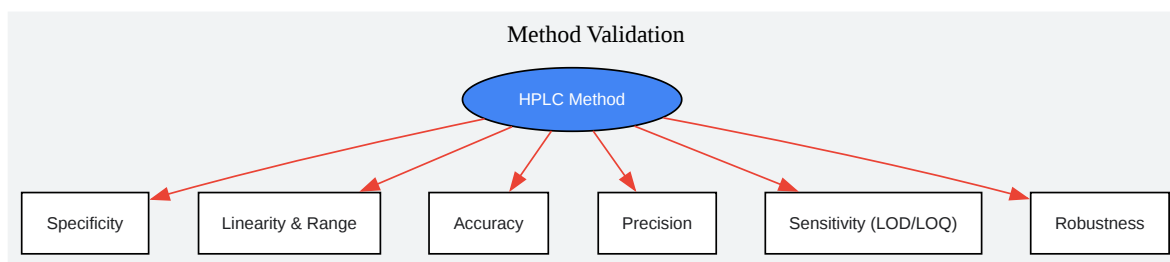 Method Validation
HPLC Method
Specificity
Linearity & Range
Accuracy
Precision
Sensitivity (LOD/LOQ)
Robustness